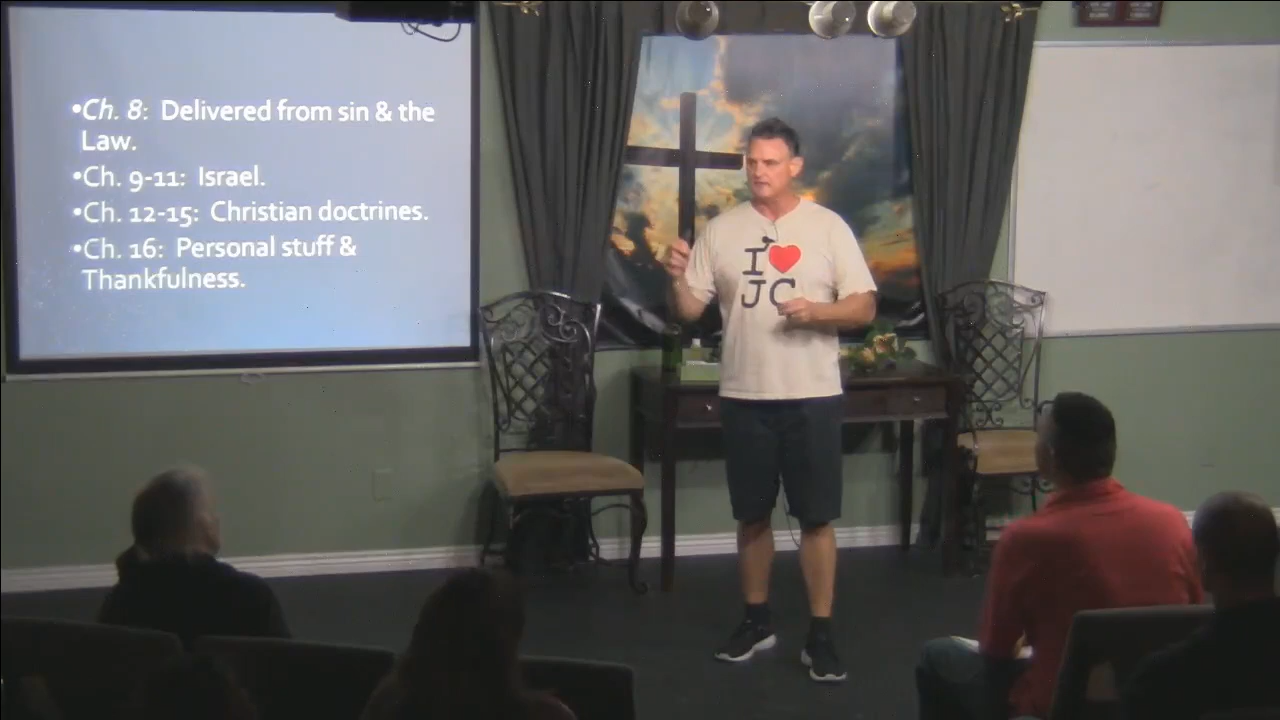 •Ch. 8: Delivered from sin & the
Law.
•Ch. 9-11: Israel.
•Ch. 12-15: Christian doctrines.
•Ch. 16: Personal stuff &
Thankfulness.
I ❤
JC